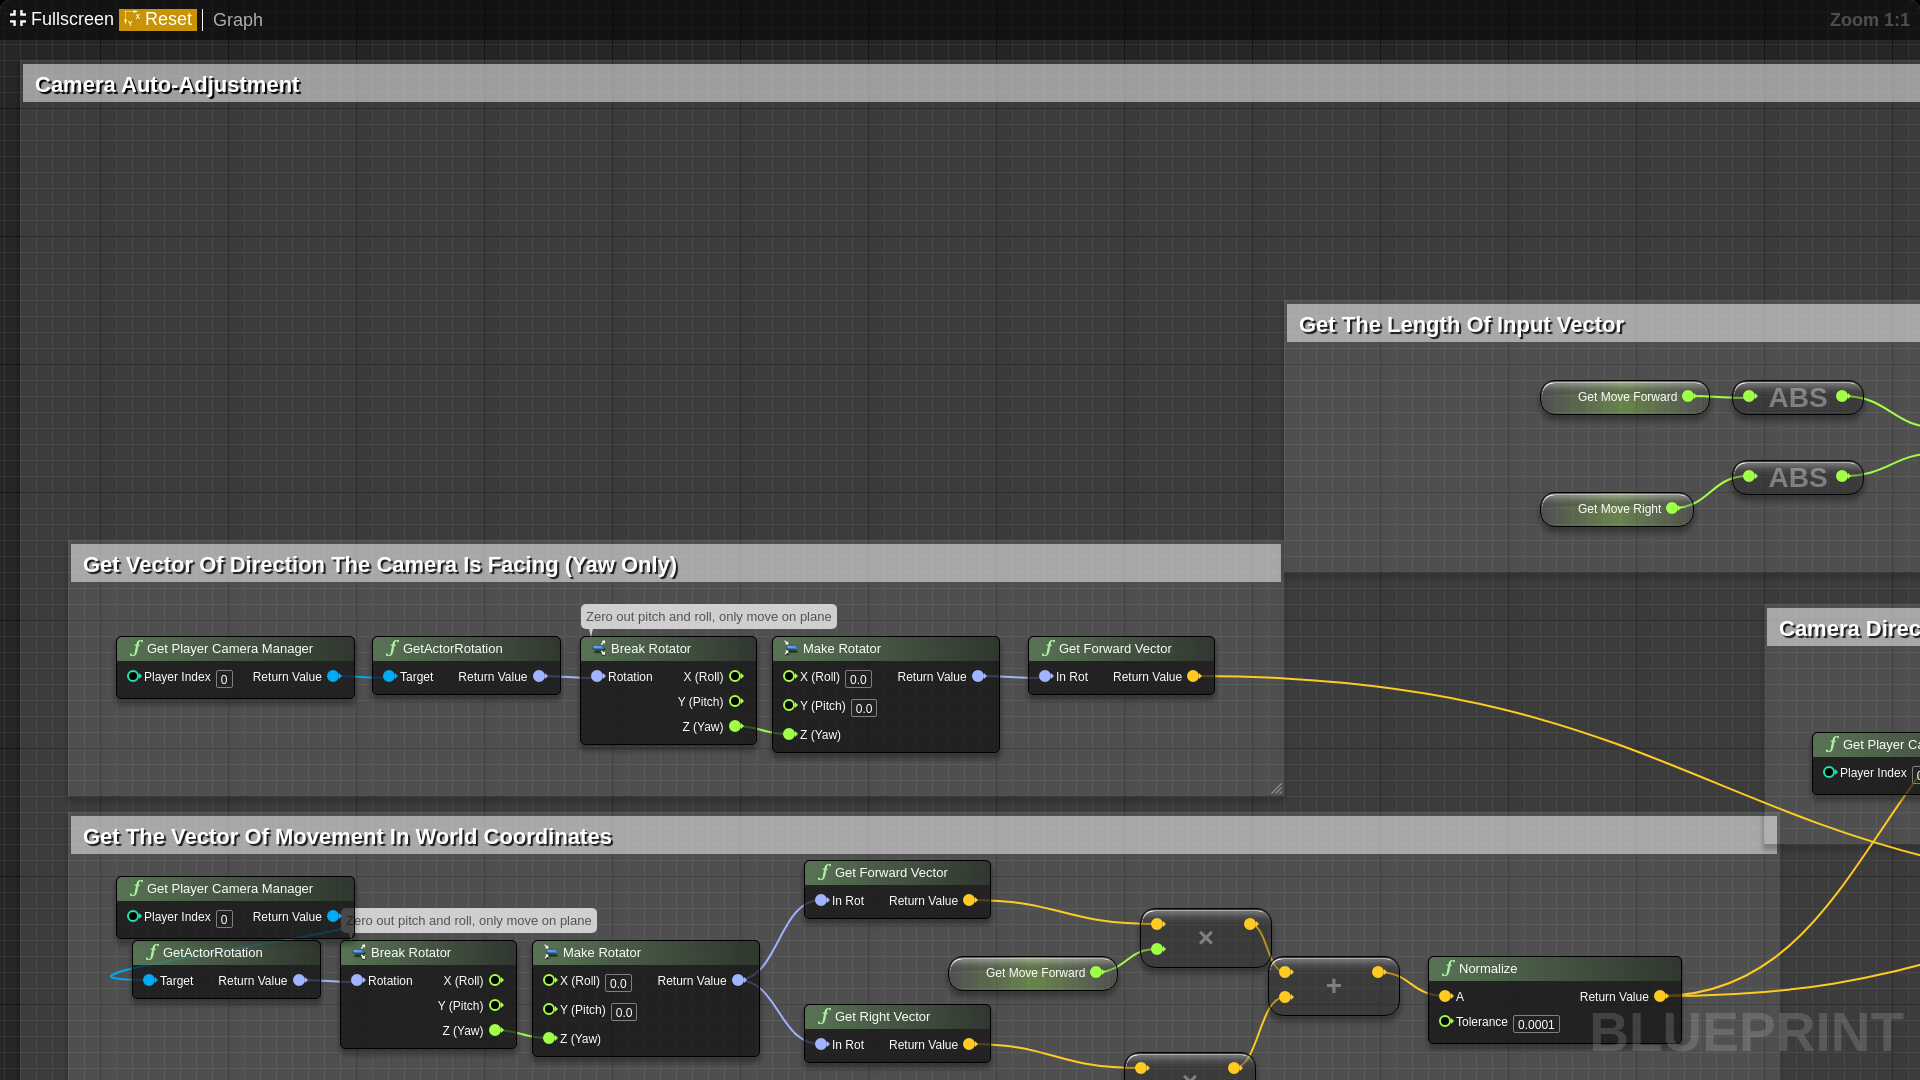 Fullscreen Reset Graph Zoom 1:1
Camera Auto-Adjustment
Get The Length Of Input Vector
Get Move Forward
ABS
Get Move Right
ABS
Get Vector Of Direction The Camera Is Facing (Yaw Only)
Zero out pitch and roll, only move on plane
Get Player Camera Manager
Player Index 0 Return Value
GetActorRotation
Target Return Value
Break Rotator
Rotation X (Roll)
Y (Pitch)
Z (Yaw)
Make Rotator
X (Roll) 0.0 Return Value
Y (Pitch) 0.0
Z (Yaw)
Get Forward Vector
In Rot Return Value
Camera Direc
Get Player Ca
Player Index
Get The Vector Of Movement In World Coordinates
Get Player Camera Manager
Player Index 0 Return Value
Zero out pitch and roll, only move on plane
GetActorRotation
Target Return Value
Break Rotator
Rotation X (Roll)
Y (Pitch)
Z (Yaw)
Make Rotator
X (Roll) 0.0 Return Value
Y (Pitch) 0.0
Z (Yaw)
Get Forward Vector
In Rot Return Value
Get Move Forward
×
Get Right Vector
In Rot Return Value
×
+
Normalize
A Return Value
Tolerance 0.0001
BLUEPRINT